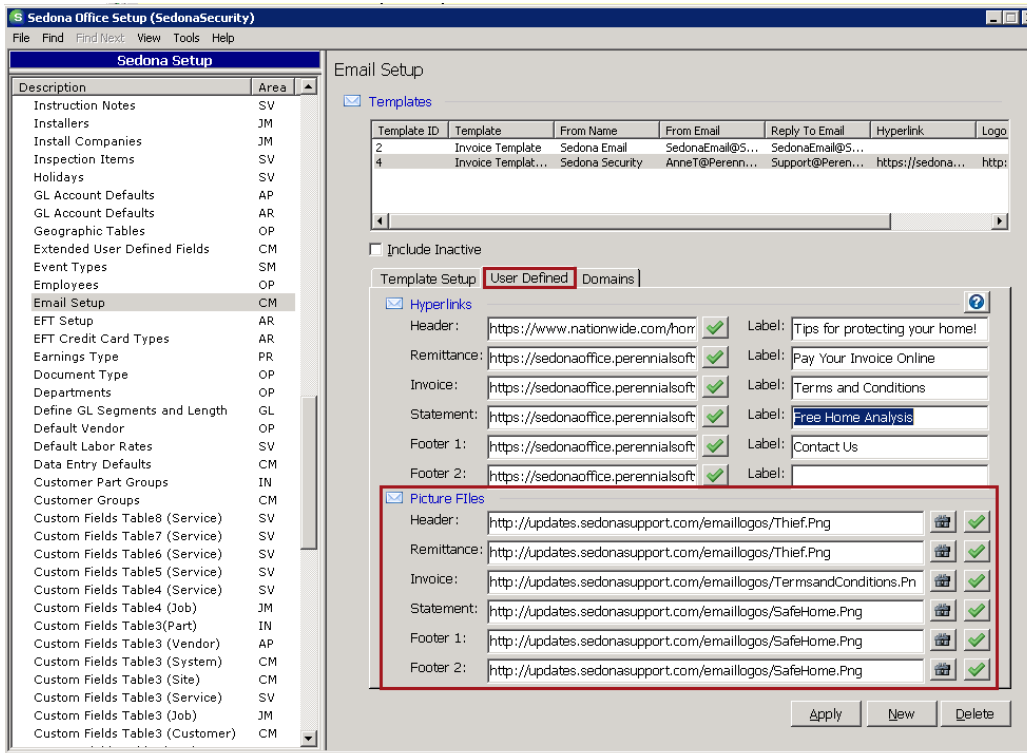 Sedona Office Setup (SedonaSecurity)
File Find Find Next View Tools Help
Sedona Setup
Description Area
Instruction Notes SV
Installers JM
Install Companies JM
Inspection Items SV
Holidays SV
GL Account Defaults AP
GL Account Defaults AR
Geographic Tables OP
Extended User Defined Fields CM
Event Types SM
Employees OP
Email Setup CM
EFT Setup AR
EFT Credit Card Types AR
Earnings Type PR
Document Type OP
Departments OP
Define GL Segments and Length GL
Default Vendor OP
Default Labor Rates SV
Data Entry Defaults CM
Customer Part Groups IN
Customer Groups CM
Custom Fields Table8 (Service) SV
Custom Fields Table7 (Service) SV
Custom Fields Table6 (Service) SV
Custom Fields Table5 (Service) SV
Custom Fields Table4 (Service) SV
Custom Fields Table4 (Job) JM
Custom Fields Table3(Part) IN
Custom Fields Table3 (Vendor) AP
Custom Fields Table3 (System) CM
Custom Fields Table3 (Site) CM
Custom Fields Table3 (Service) SV
Custom Fields Table3 (Job) JM
Custom Fields Table3 (Customer) CM
Email Setup
Templates
Template ID Template From Name From Email Reply To Email Hyperlink Logo
2 Invoice Template Sedona Email SedonaEmail@S... SedonaEmail@S...
4 Invoice Templat... Sedona Security AnneT@Perenn... Support@Peren... https://sedona... http:
Include Inactive
Template Setup User Defined Domains
Hyperlinks
Header: https://www.nationwide.com/hom Label: Tips for protecting your home!
Remittance: https://sedonaoffice.perennialsoft Label: Pay Your Invoice Online
Invoice: https://sedonaoffice.perennialsoft Label: Terms and Conditions
Statement: https://sedonaoffice.perennialsoft Label: Free Home Analysis
Footer 1: https://sedonaoffice.perennialsoft Label: Contact Us
Footer 2: https://sedonaoffice.perennialsoft Label:
Picture FIles
Header: http://updates.sedonasupport.com/emaillogos/Thief.Png
Remittance: http://updates.sedonasupport.com/emaillogos/Thief.Png
Invoice: http://updates.sedonasupport.com/emaillogos/TermsandConditions.Pn
Statement: http://updates.sedonasupport.com/emaillogos/SafeHome.Png
Footer 1: http://updates.sedonasupport.com/emaillogos/SafeHome.Png
Footer 2: http://updates.sedonasupport.com/emaillogos/SafeHome.Png
Apply New Delete